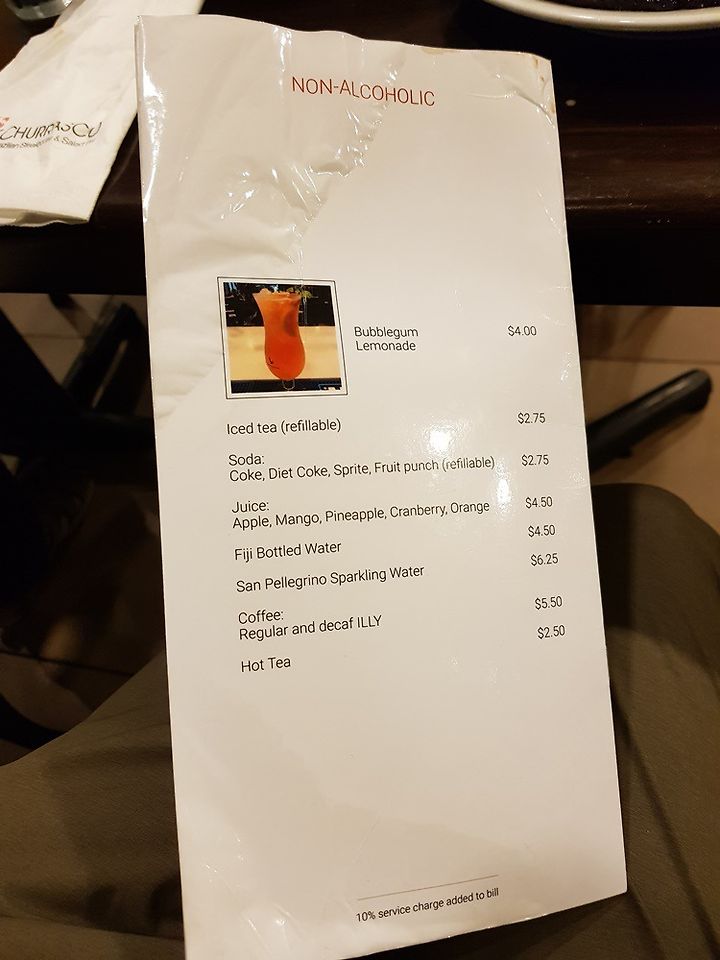 CHURRASCO
NON-ALCOHOLIC
Bubblegum
Lemonade
$4.00
Iced tea (refillable)
$2.75
Soda:
Coke, Diet Coke, Sprite, Fruit punch (refillable)
$2.75
Juice:
Apple, Mango, Pineapple, Cranberry, Orange
$4.50
Fiji Bottled Water
$4.50
San Pellegrino Sparkling Water
$6.25
Coffee:
Regular and decaf ILLY
$5.50
Hot Tea
$2.50
10% service charge added to bill